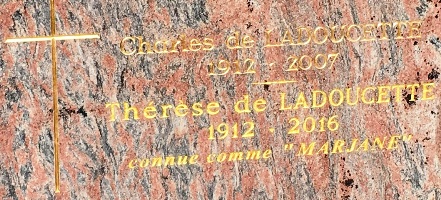 Charles de LADOUCETTE
1912 - 2007
Thérèse de LADOUCETTE
1912 - 2016
connue comme "MARJANE"